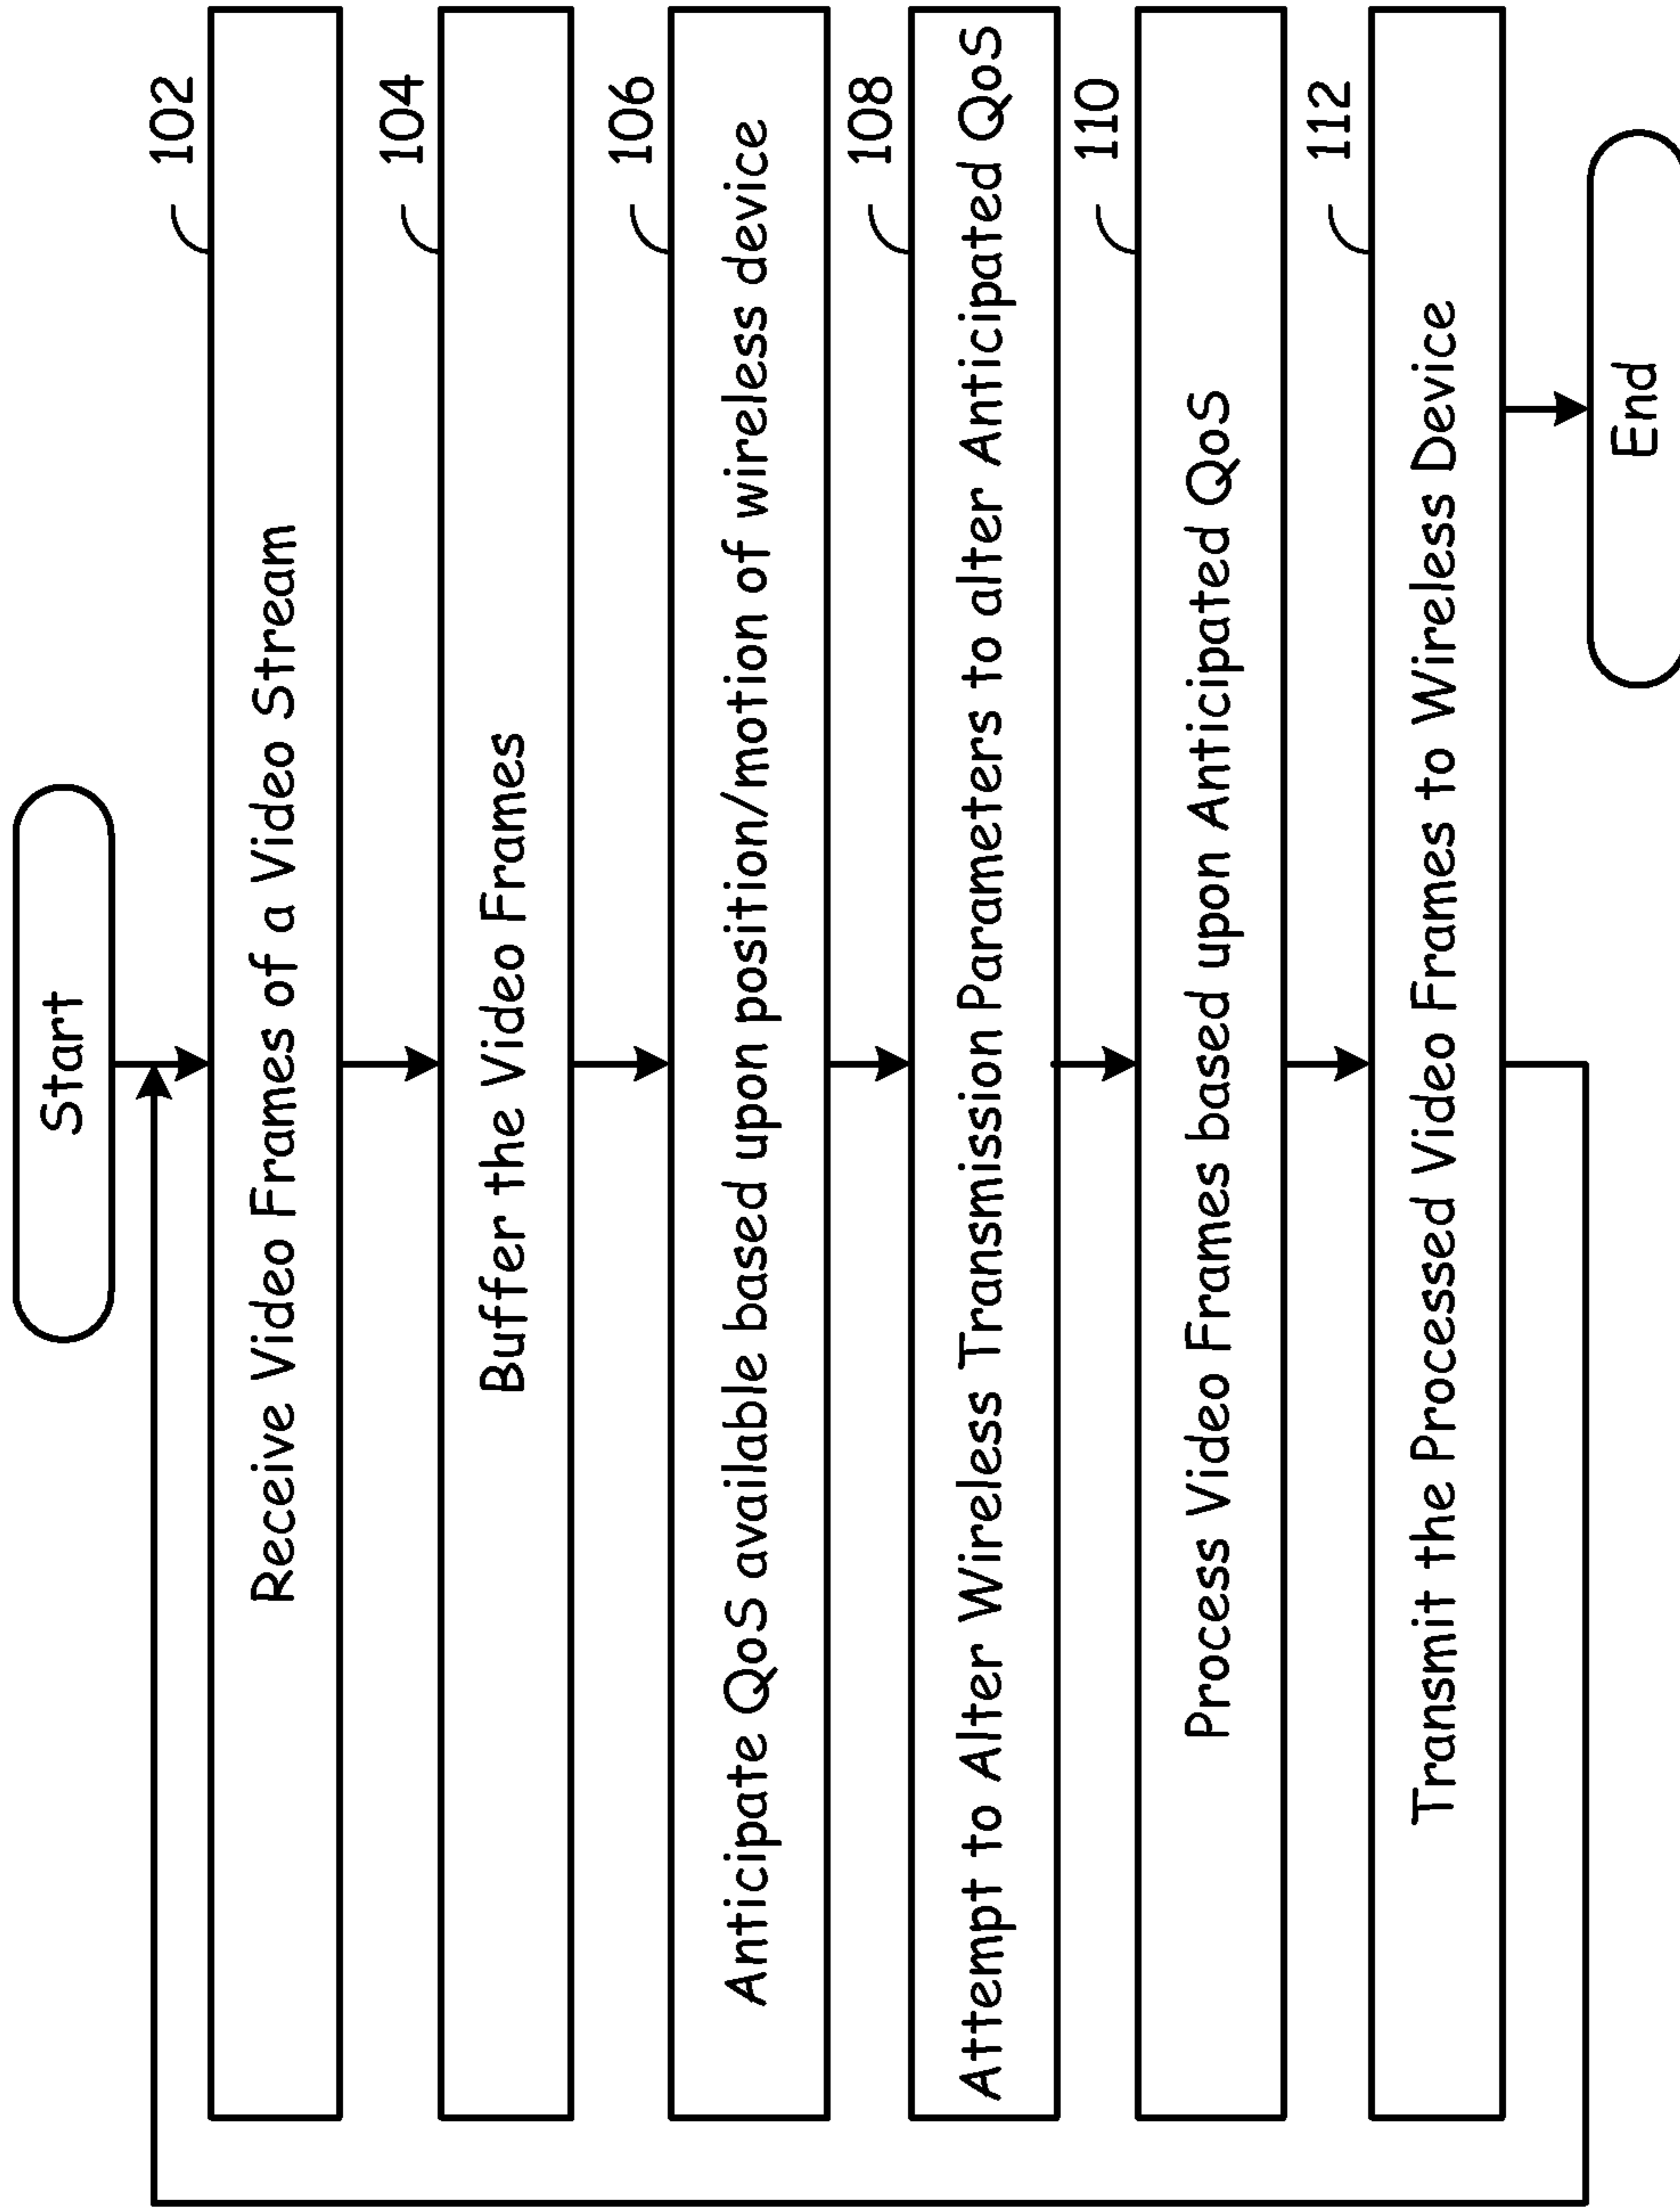 Start
102
Receive Video Frames of a Video Stream
104
Buffer the Video Frames
106
Anticipate QoS available based upon position/motion of wireless device
108
Attempt to Alter Wireless Transmission Parameters to alter Anticipated QoS
110
Process Video Frames based upon Anticipated QoS
112
Transmit the Processed Video Frames to Wireless Device
End